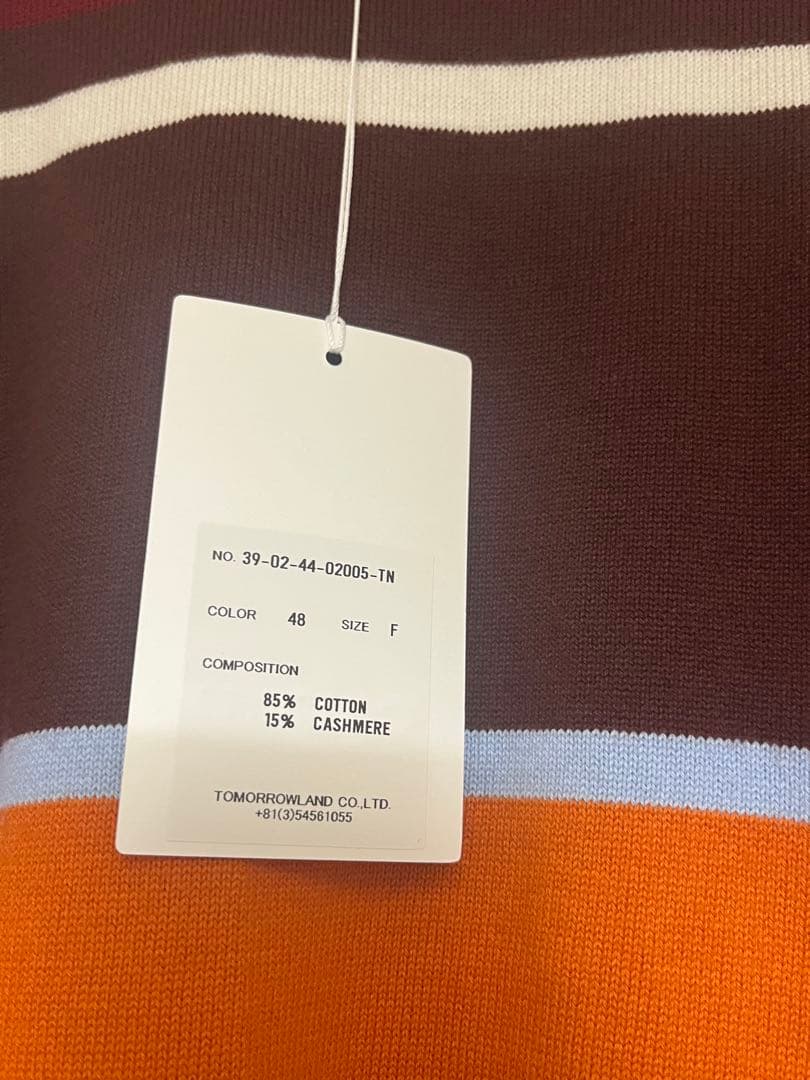 NO. 39-02-44-02005-TN
COLOR 48 SIZE F
COMPOSITION
85% COTTON
15% CASHMERE
TOMORROWLAND CO.,LTD.
+81(3)54561055